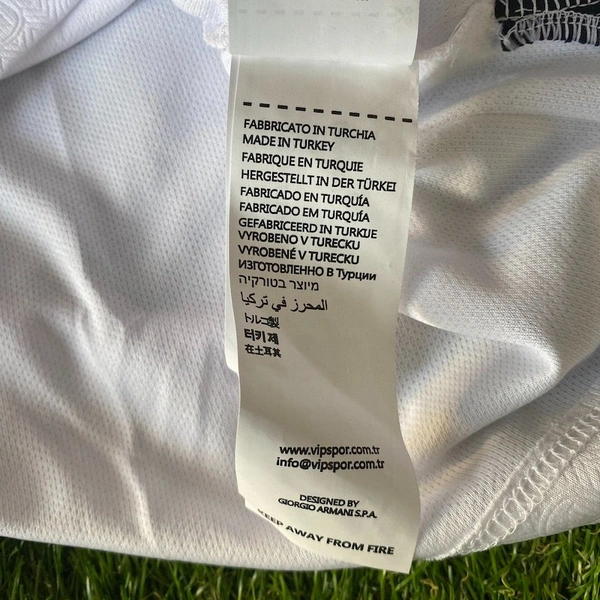 FABBRICATO IN TURCHIA
MADE IN TURKEY
FABRIQUE EN TURQUIE
HERGESTELLT IN DER TÜRKEI
FABRICADO EN TURQUÍA
FABRICADO EM TURQUÍA
GEFABRICEERD IN TURKIJE
VYROBENO V TURECKU
VYROBENÉ V TURECKU
ИЗГОТОВЛЕННО В Турции
מיוצר בטורקיה
المحرز في تركيا
トルコ製
터키 제
在土耳其
www.vipspor.com.tr
info@vipspor.com.tr
DESIGNED BY
GIORGIO ARMANI S.P.A.
KEEP AWAY FROM FIRE